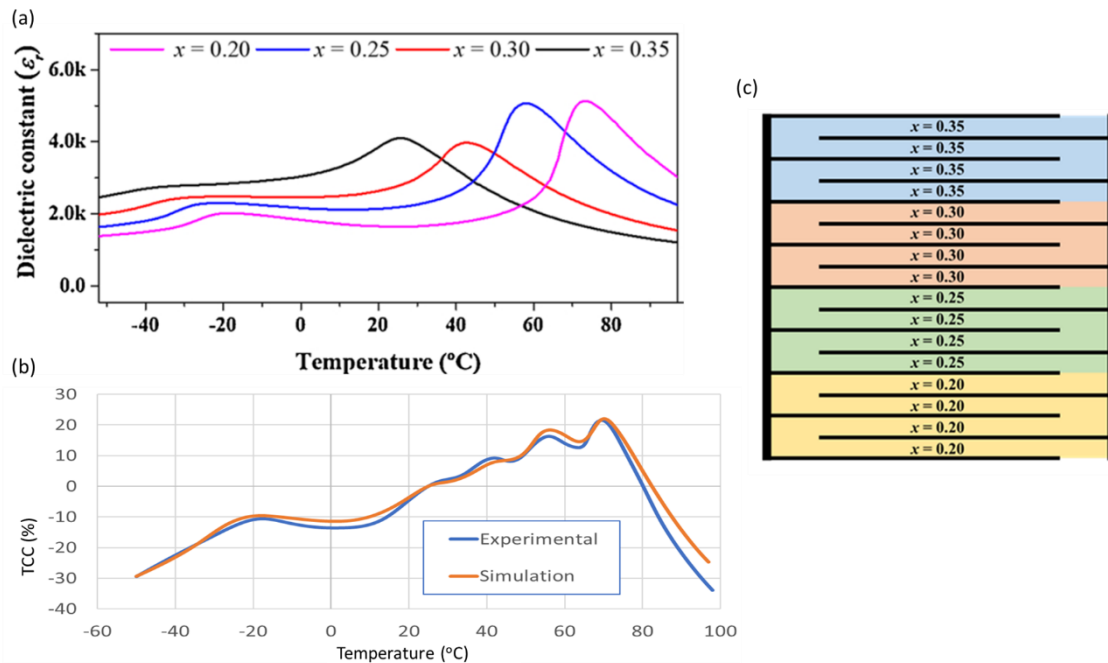 (a)
x = 0.20 x = 0.25 x = 0.30 x = 0.35
Dielectric constant (εr)
6.0k
4.0k
2.0k
0.0
-40 -20 0 20 40 60 80
Temperature (°C)
(b)
TCC (%)
30
20
10
0
-10
-20
-30
-40
Experimental
Simulation
-60 -40 -20 0 20 40 60 80 100
Temperature (°C)
(c)
x = 0.35
x = 0.35
x = 0.35
x = 0.35
x = 0.30
x = 0.30
x = 0.30
x = 0.30
x = 0.25
x = 0.25
x = 0.25
x = 0.25
x = 0.20
x = 0.20
x = 0.20
x = 0.20